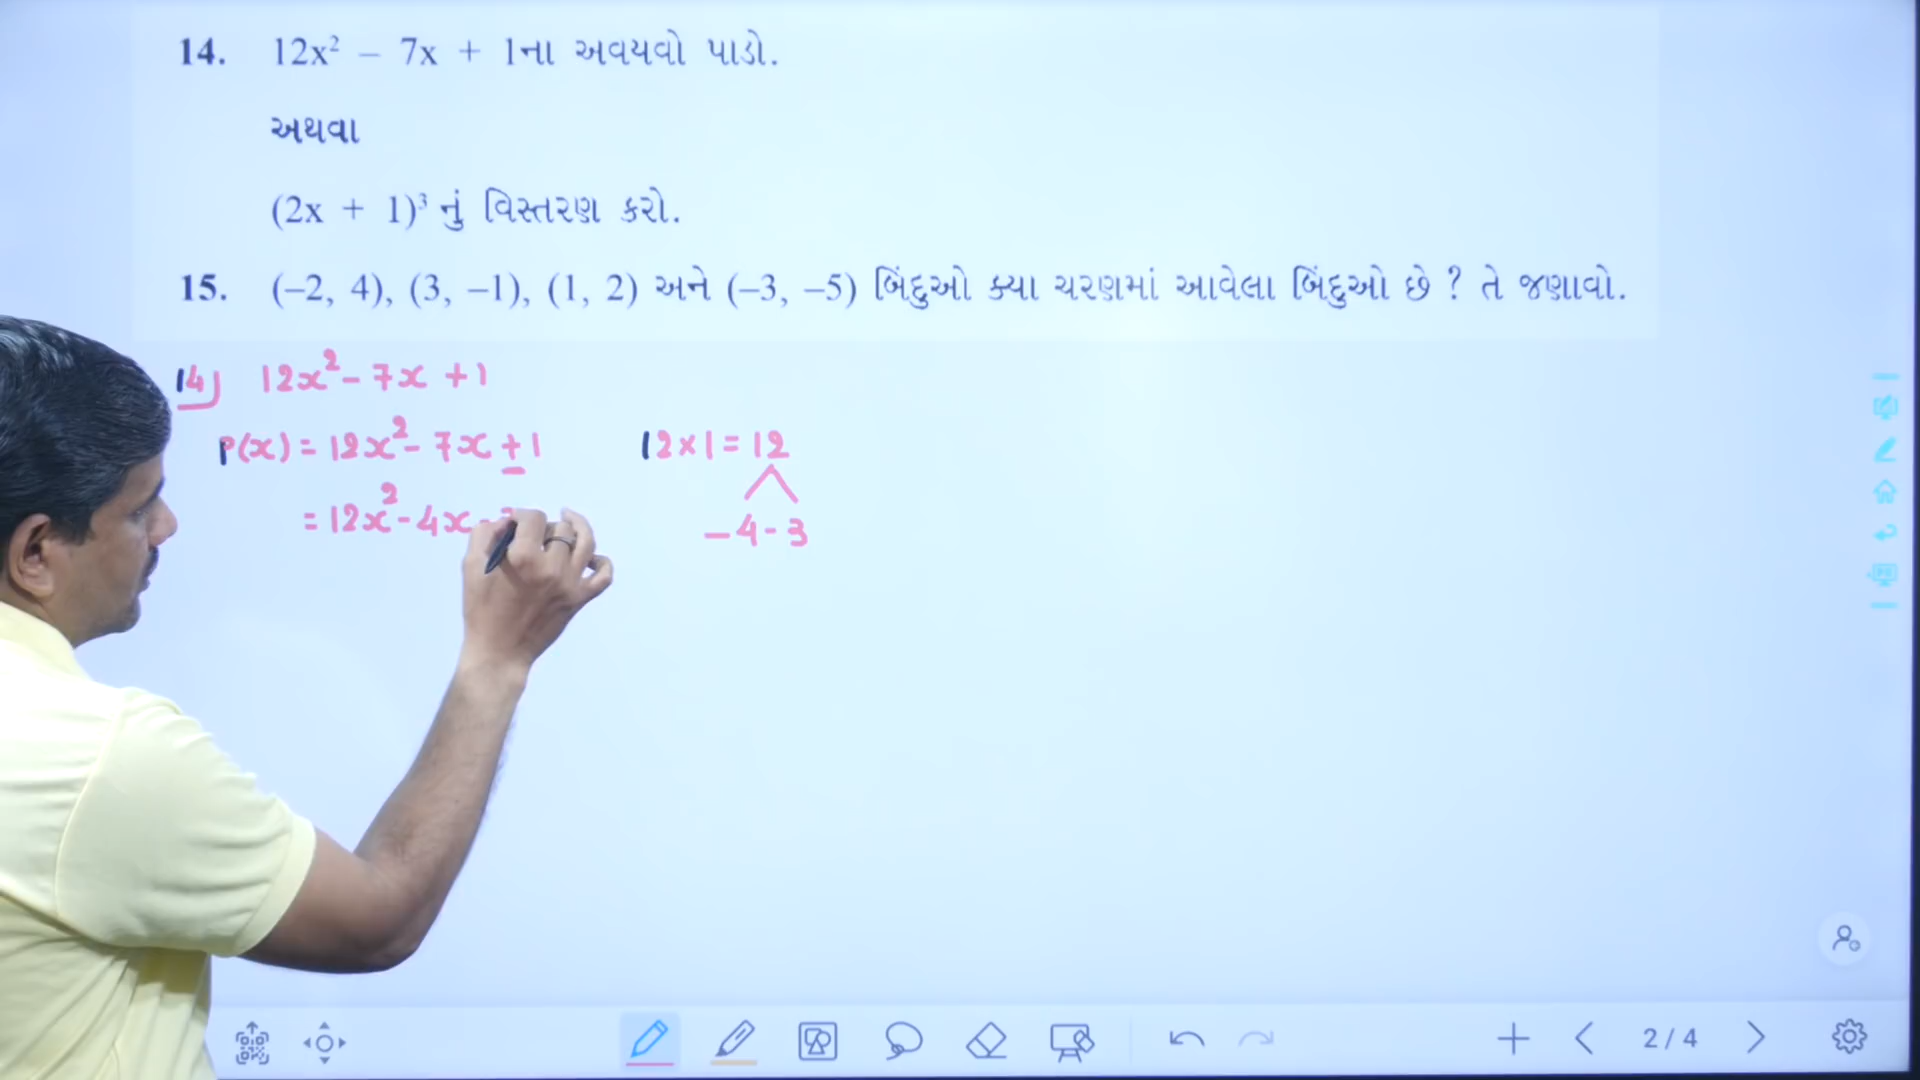 14. 12x² – 7x + 1ના અવયવો પાડો.
અથવા
(2x + 1)³ નું વિસ્તરણ કરો.
15. (–2, 4), (3, –1), (1, 2) અને (–3, –5) બિંદુઓ ક્યા ચરણમાં આવેલા બિંદુઓ છે ? તે જણાવો.
14) 12x² - 7x + 1
P(x) = 12x² - 7x + 1
12 × 1 = 12
= 12x² - 4x -
- 4 - 3
2 / 4